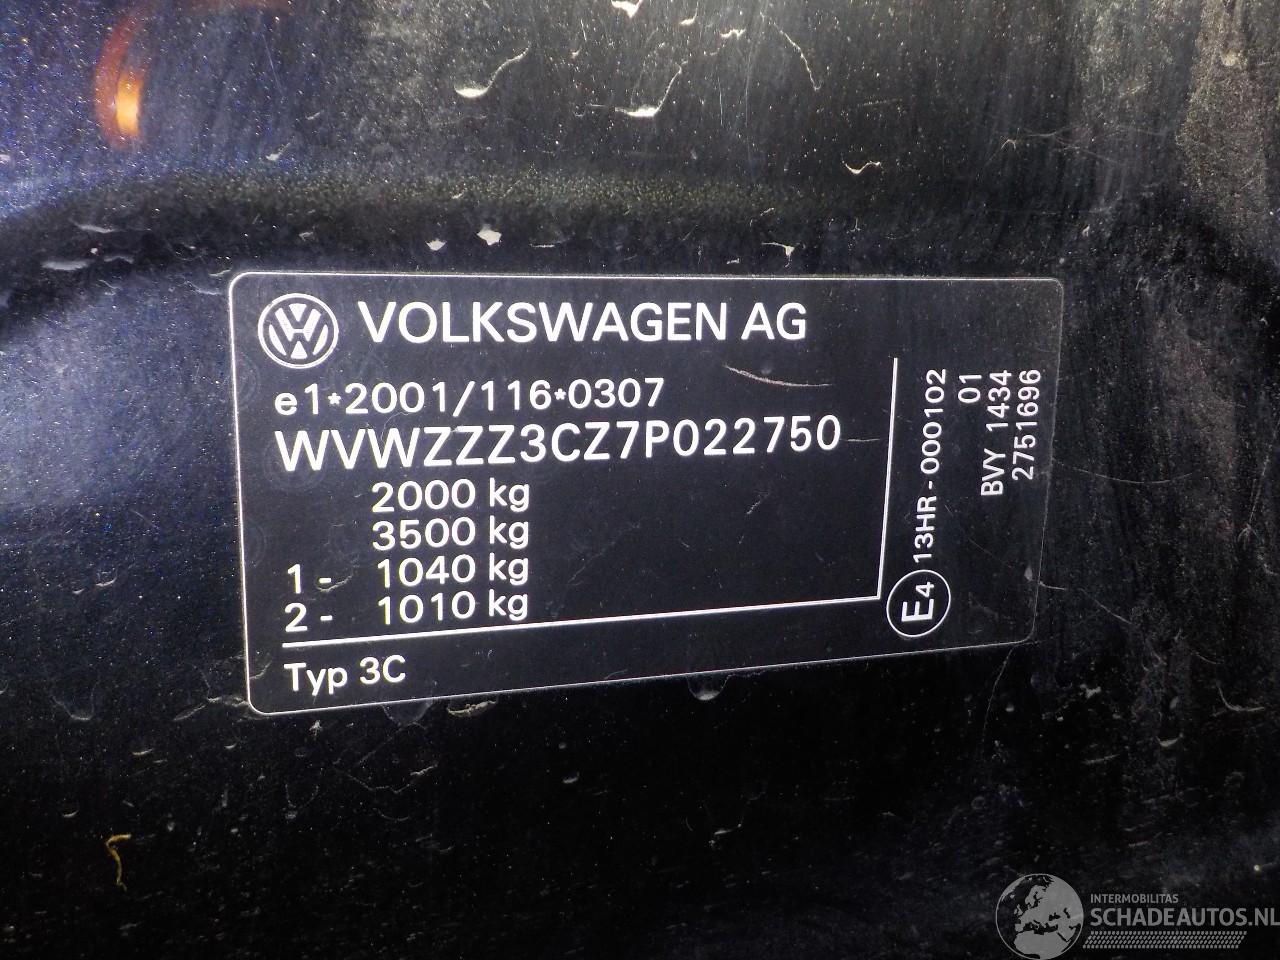 VOLKSWAGEN AG
e1*2001/116*0307
WVWZZZ3CZ7P022750
2000 kg
3500 kg
1 - 1040 kg
2 - 1010 kg
Typ 3C
E4 13HR-000102
01
BVY 1434
2751696
INTERMOBILITAS
SCHADEAUTOS.NL